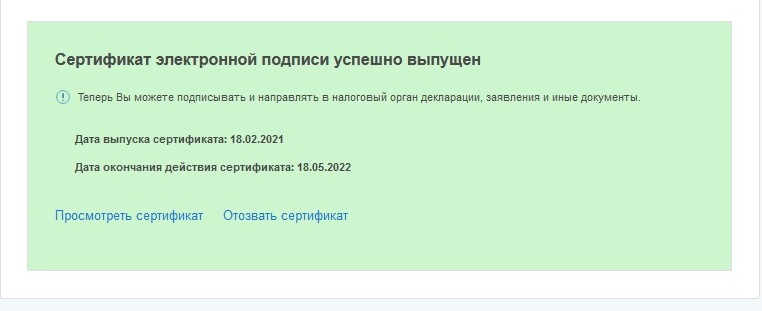 Сертификат электронной подписи успешно выпущен
Теперь Вы можете подписывать и направлять в налоговый орган декларации, заявления и иные документы.
Дата выпуска сертификата: 18.02.2021
Дата окончания действия сертификата: 18.05.2022
Просмотреть сертификат Отозвать сертификат